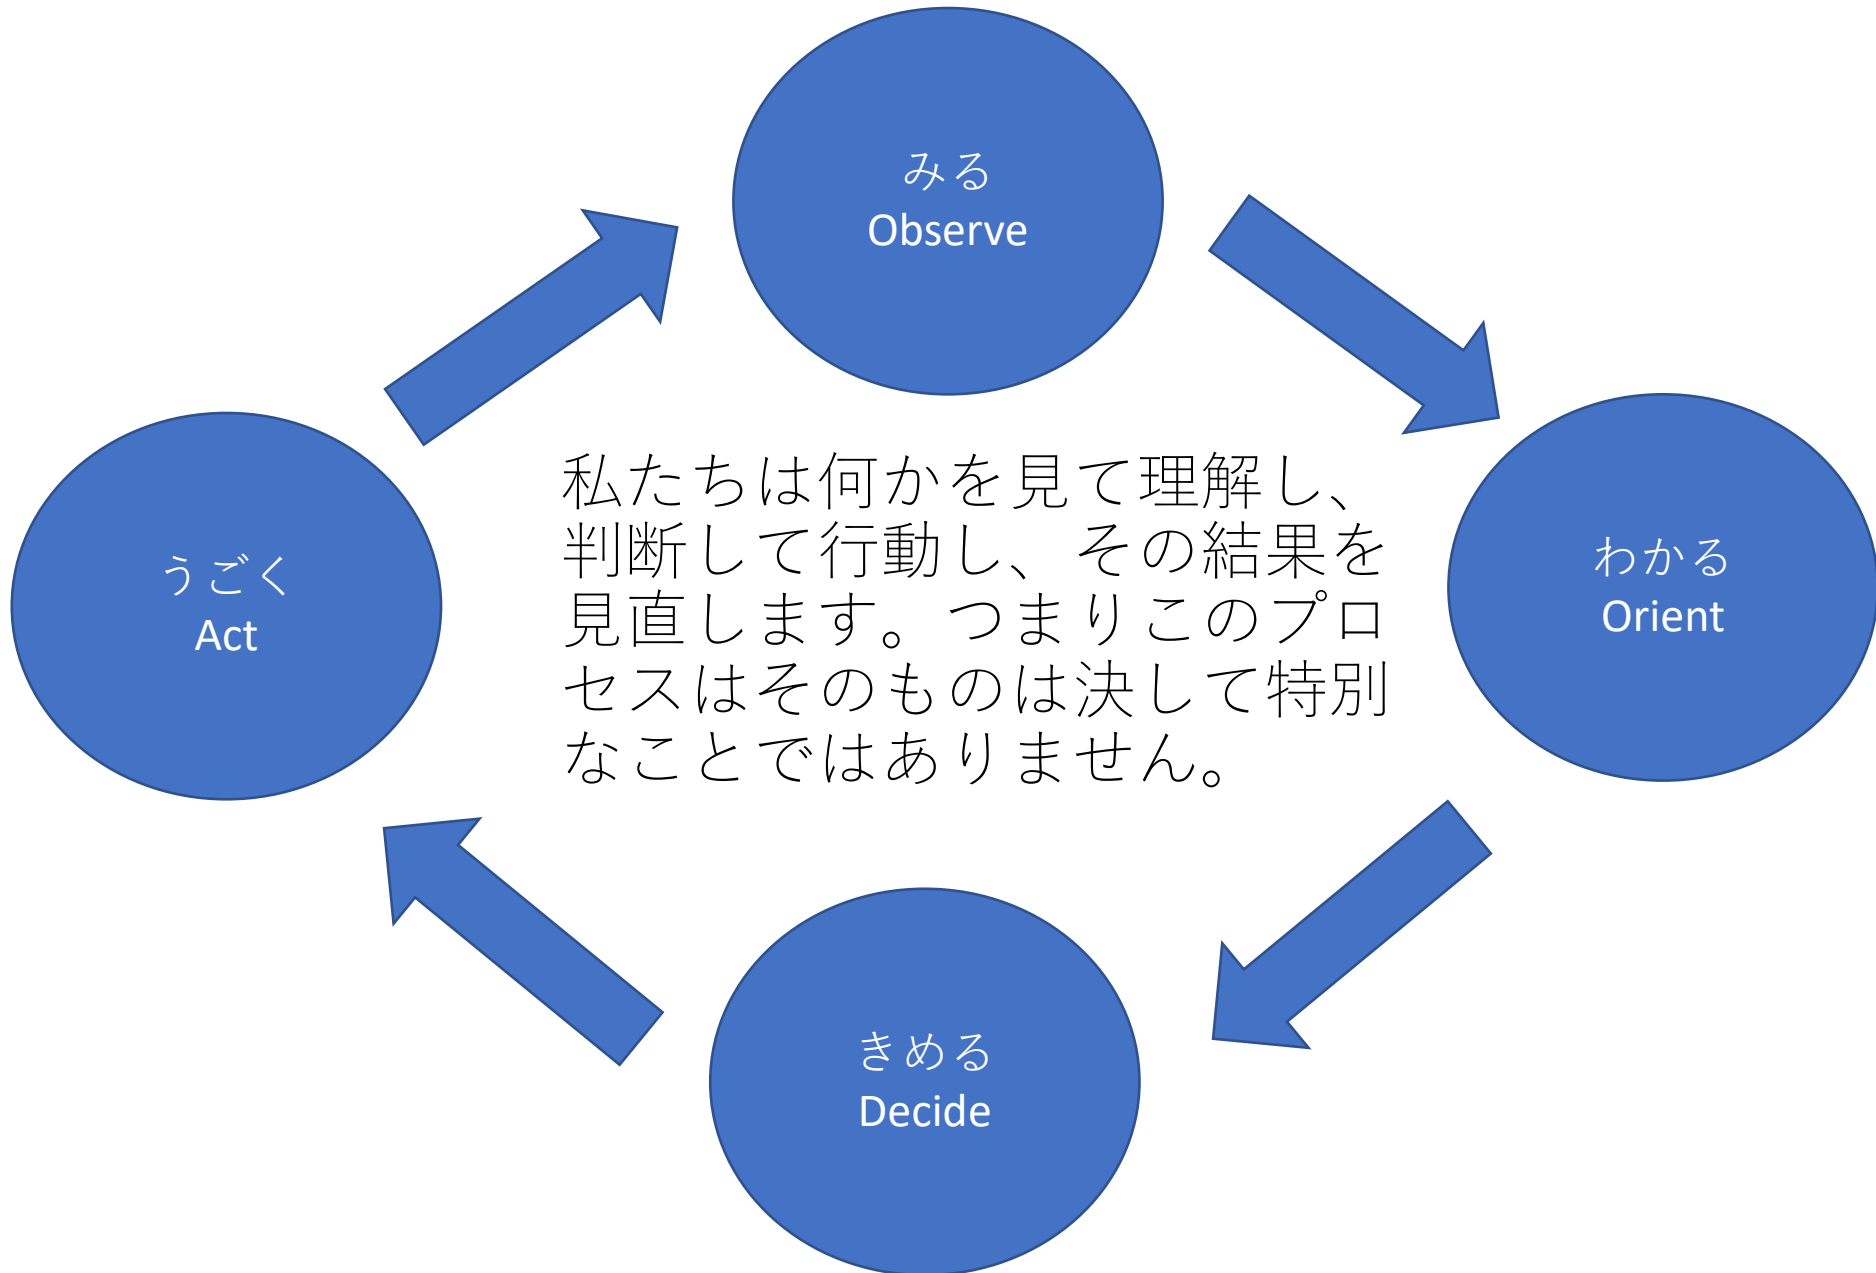 みる
Observe
わかる
Orient
私たちは何かを見て理解し、
判断して行動し、その結果を
見直します。つまりこのプロ
セスはそのものは決して特別
なことではありません。
うごく
Act
きめる
Decide